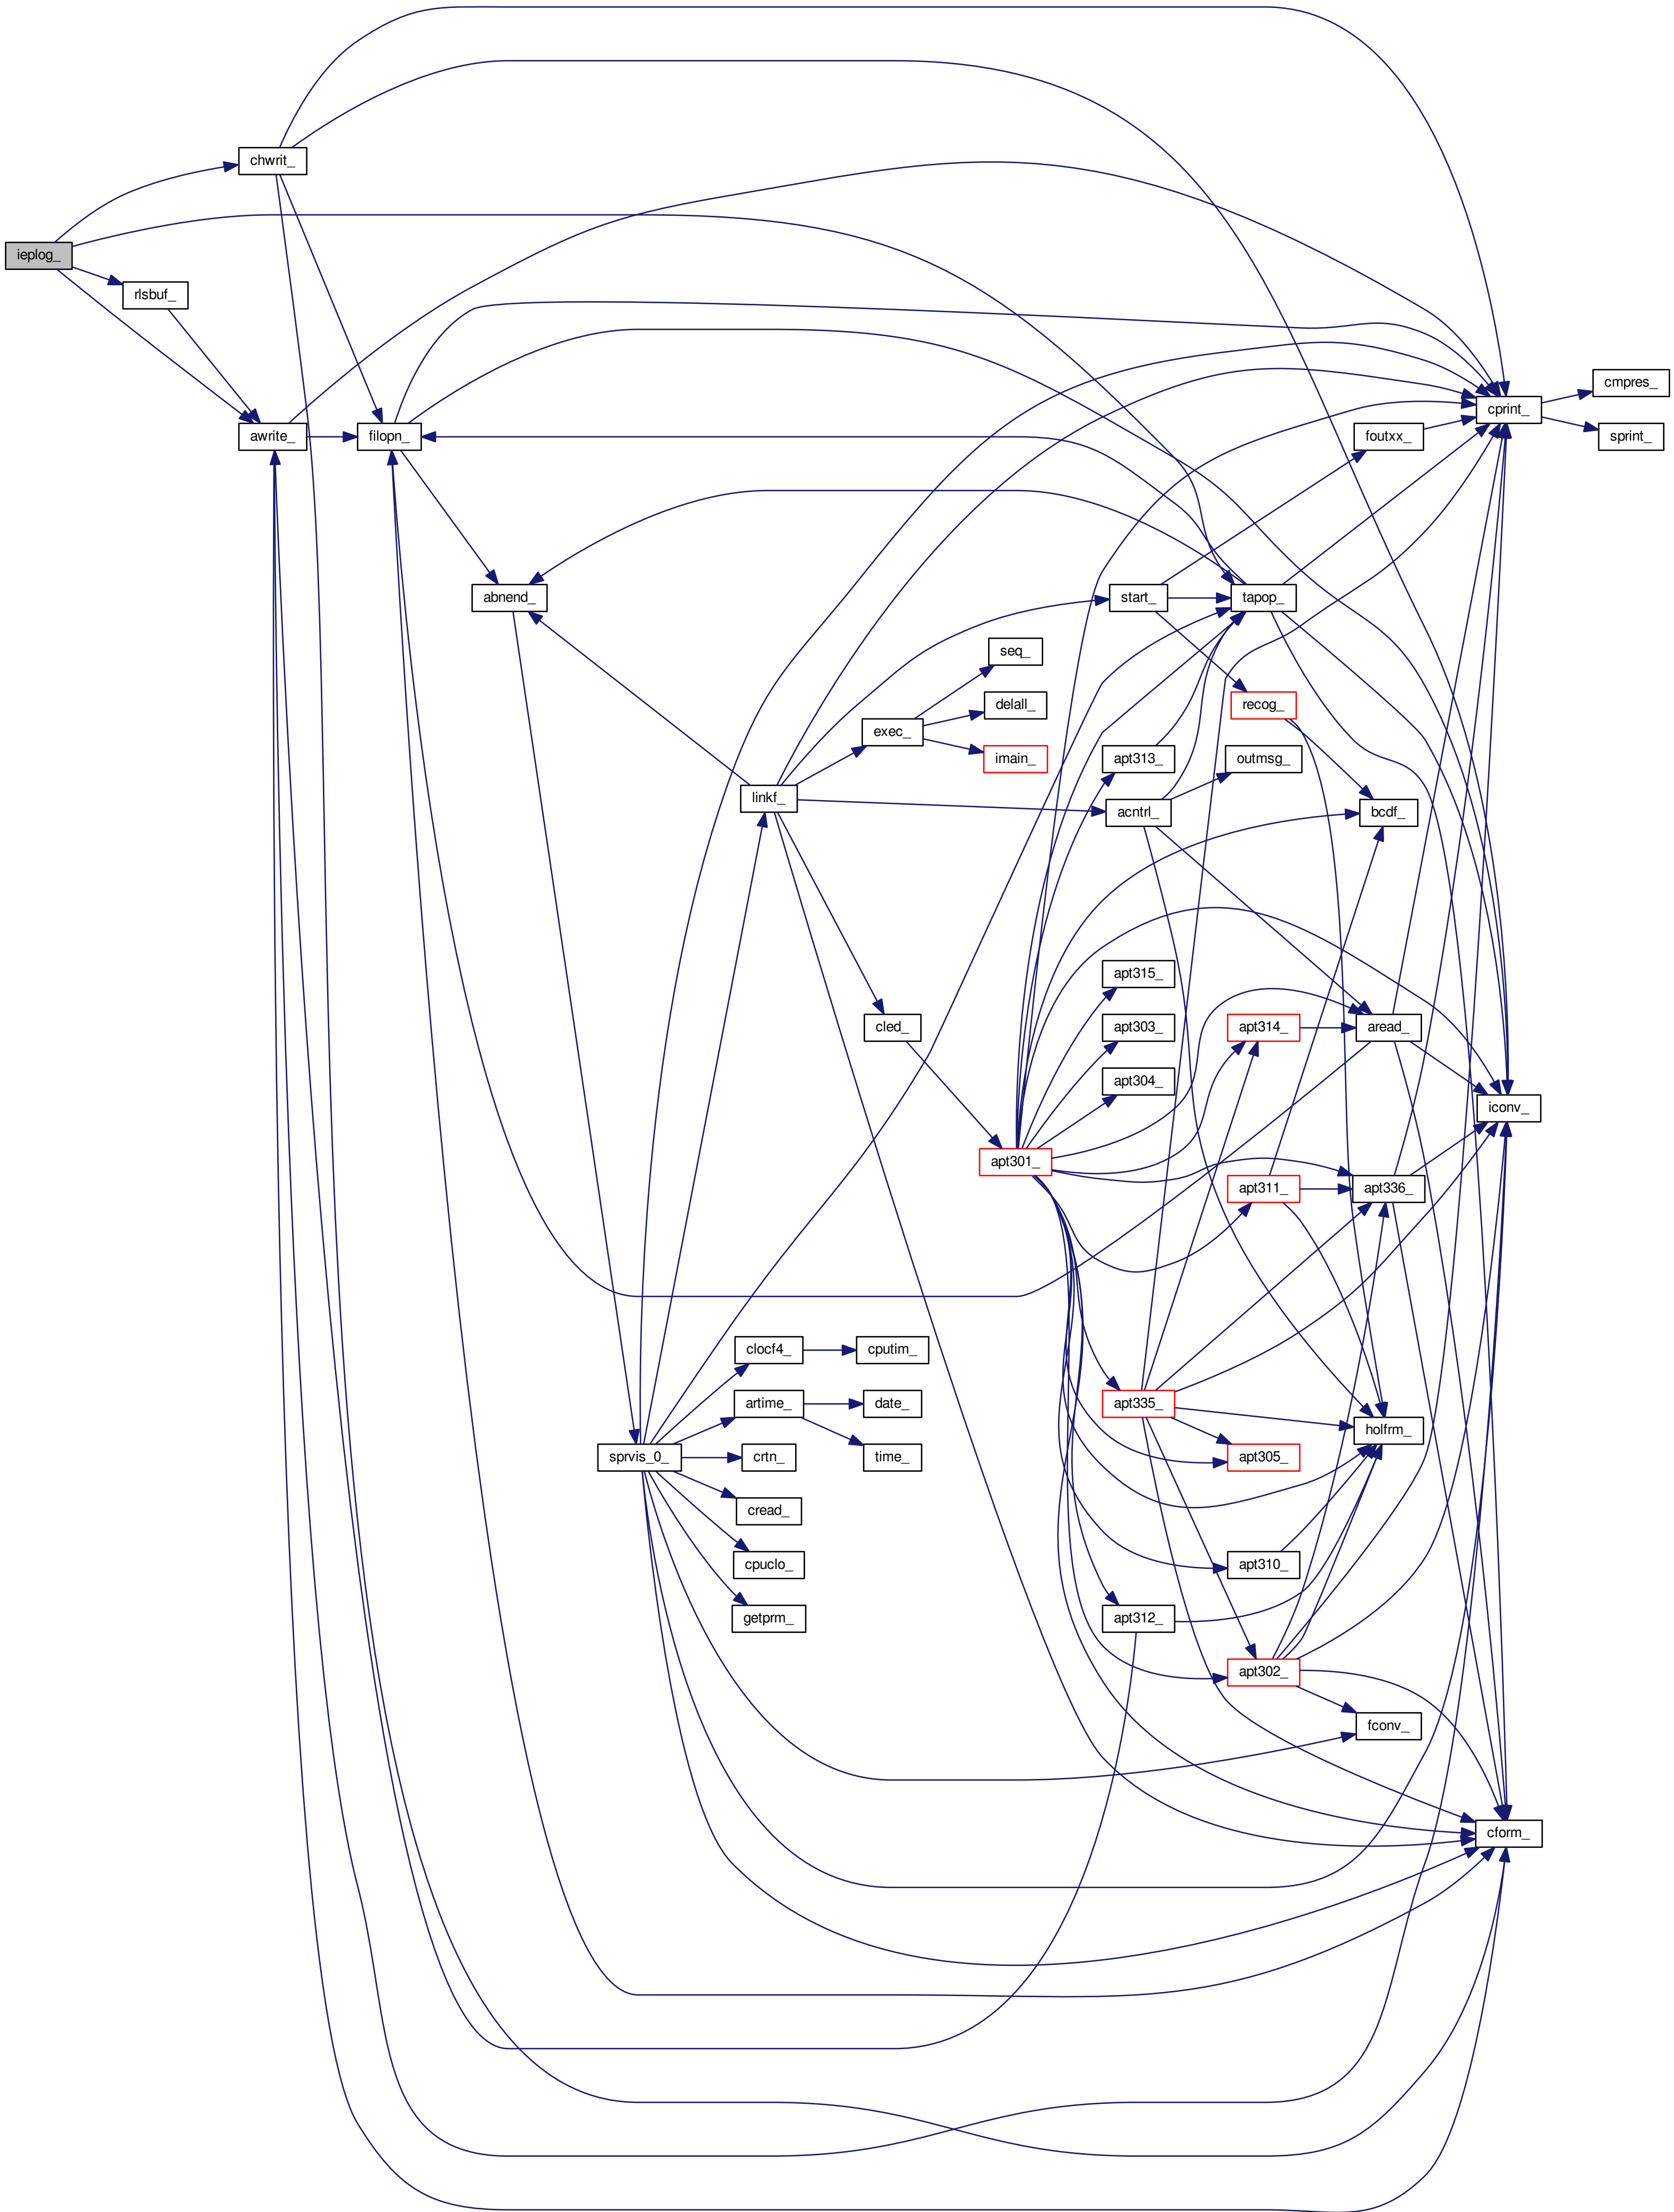 chwrit_
ieplog_
rlsbuf_
cmpres_
cprint_
awrite_
filopn_
foutxx_
sprint_
abnend_
start_
tapop_
seq_
delall_
recog_
exec_
imain_
apt313_
outmsg_
linkf_
acntrl_
bcdf_
apt315_
cled_
apt303_
apt314_
aread_
apt304_
iconv_
apt301_
apt311_
apt336_
clocf4_
cputim_
artime_
date_
apt335_
holfrm_
sprvis_0_
crtn_
time_
apt305_
cread_
cpuclo_
apt310_
getprm_
apt312_
apt302_
fconv_
cform_